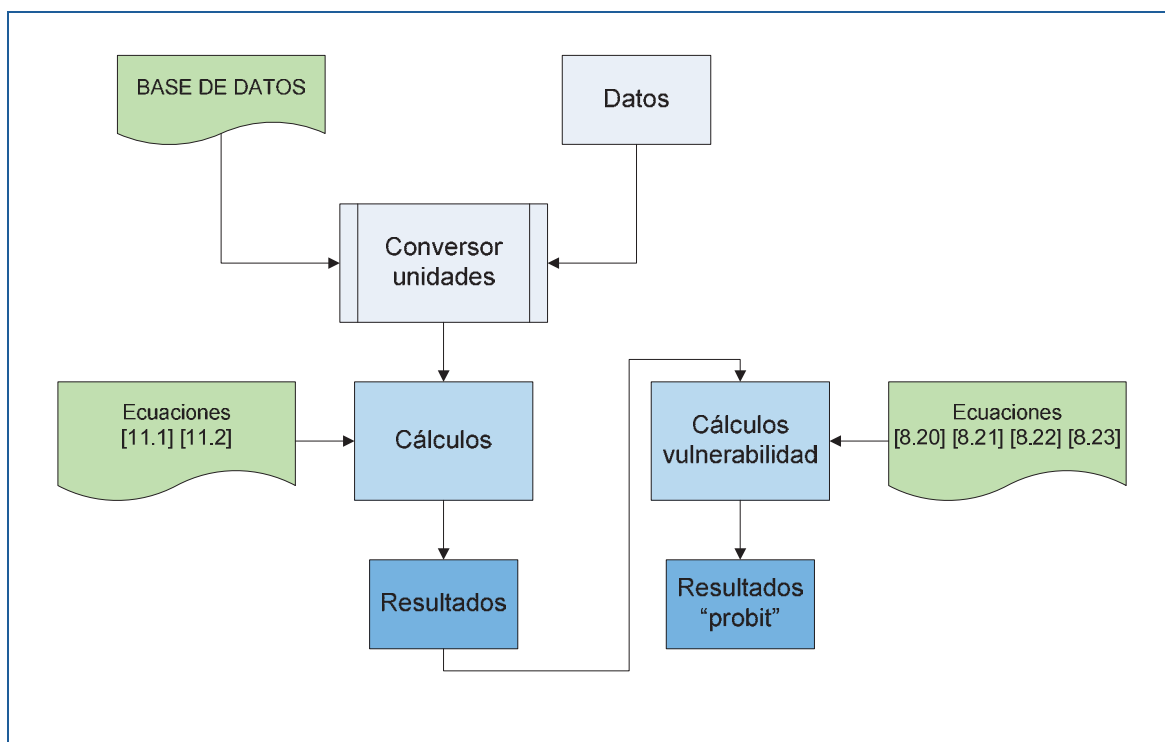 BASE DE DATOS
Datos
Conversor
unidades
Ecuaciones
[11.1] [11.2]
Cálculos
Cálculos
vulnerabilidad
Ecuaciones
[8.20] [8.21] [8.22] [8.23]
Resultados
Resultados
“probit”